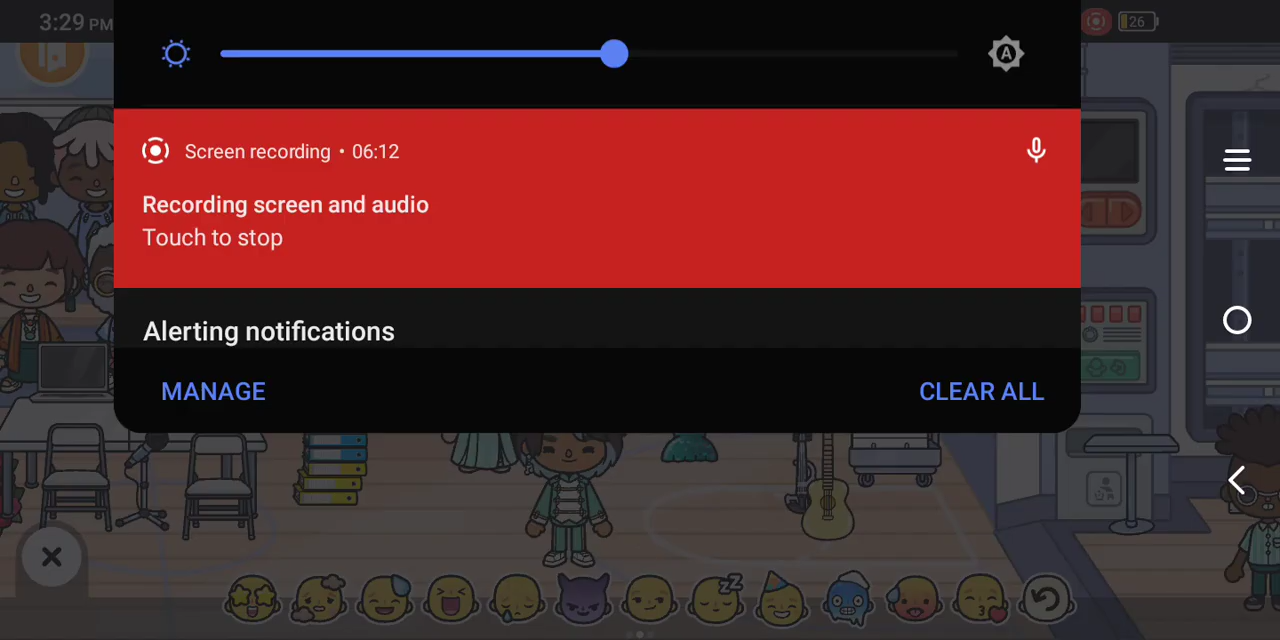 3:29 PM
26
A
Screen recording • 06:12
Recording screen and audio
Touch to stop
Alerting notifications
MANAGE
CLEAR ALL
zZ